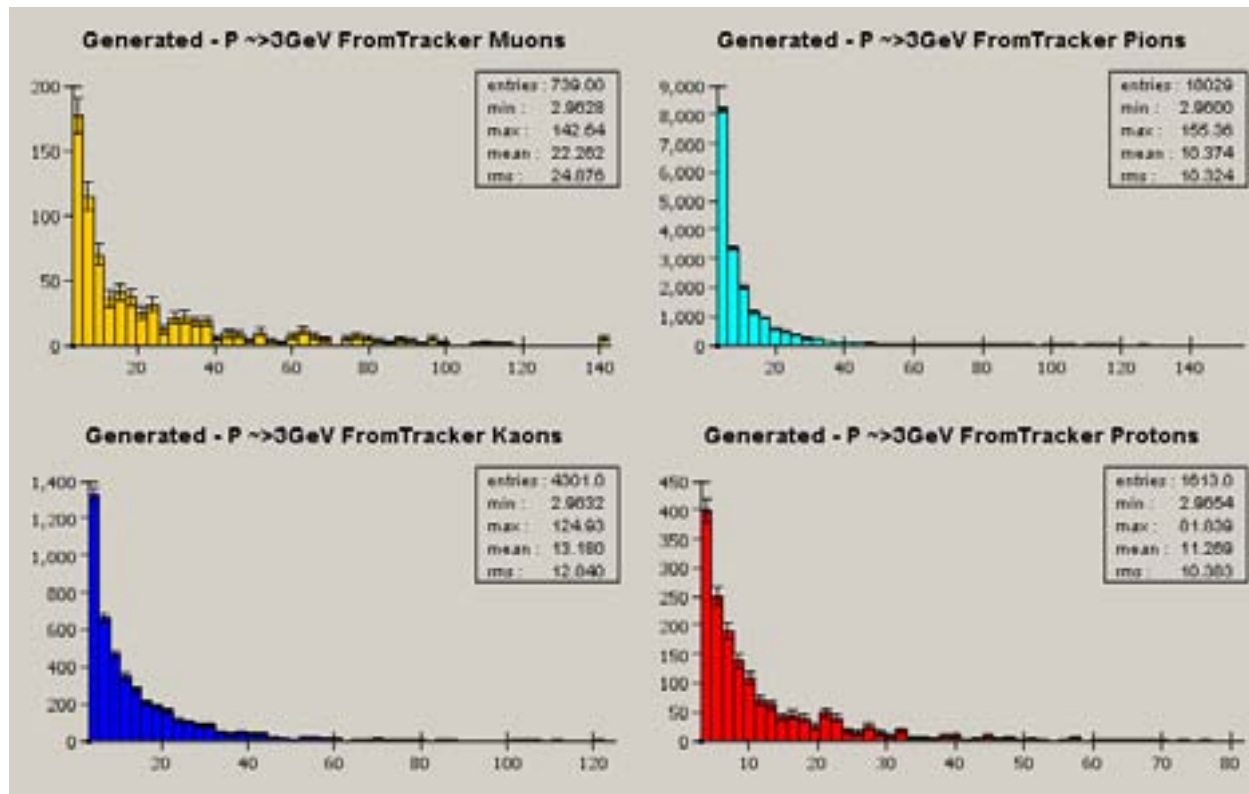 Generated - P ~>3GeV FromTracker Muons
200
150
100
50
0
20 40 60 80 100 120 140
entries : 739.00
min : 2.9628
max : 142.64
mean : 22.262
rms : 24.876
Generated - P ~>3GeV FromTracker Pions
9,000
8,000
7,000
6,000
5,000
4,000
3,000
2,000
1,000
0
20 40 60 80 100 120 140
entries :
min :
max : 155.36
mean : 10.374
rms : 10.324
Generated - P ~>3GeV FromTracker Kaons
1,400
1,200
1,000
800
600
400
200
0
20 40 60 80 100 120
entries : 4301.0
min : 2.9632
max : 124.93
mean : 13.180
rms :
Generated - P ~>3GeV FromTracker Protons
450
400
350
300
250
200
150
100
50
0
10 20 30 40 50 60 70 80
entries : 1613.0
min : 2.9654
max :
mean : 11.269
rms : 10.383